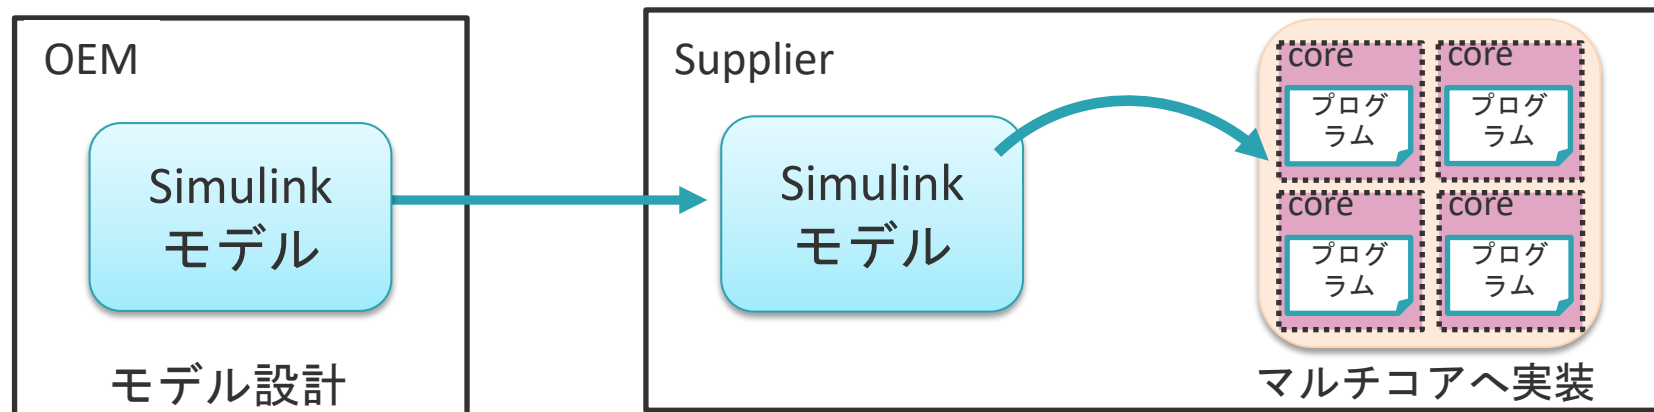 OEM
Simulink
モデル
モデル設計
Supplier
Simulink
モデル
core
プログ
ラム
core
プログ
ラム
core
プログ
ラム
core
プログ
ラム
マルチコアへ実装